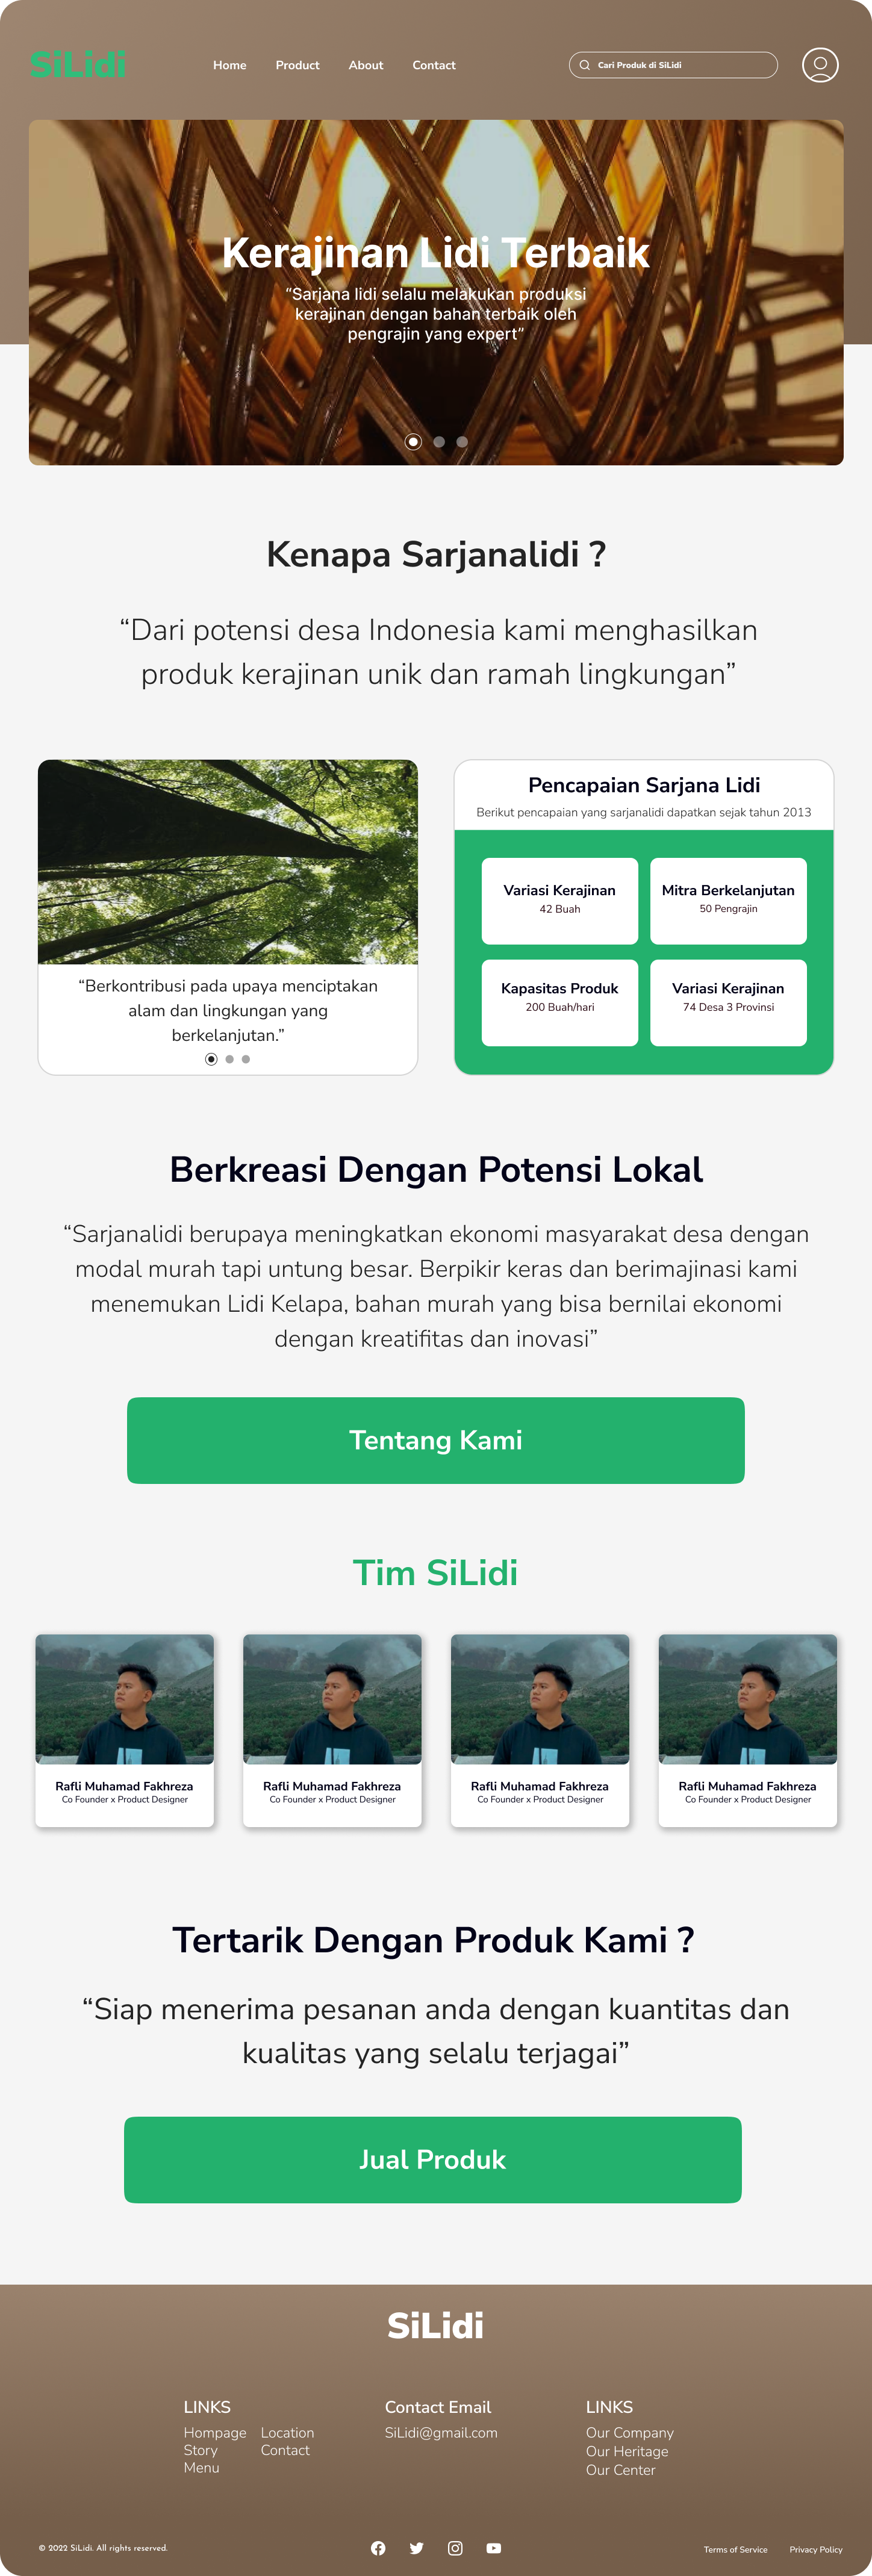 SiLidi
Home Product About Contact
Cari Produk di SiLidi
Kerajinan Lidi Terbaik
“Sarjana lidi selalu melakukan produksi
kerajinan dengan bahan terbaik oleh
pengrajin yang expert”
Kenapa Sarjanalidi ?
“Dari potensi desa Indonesia kami menghasilkan
produk kerajinan unik dan ramah lingkungan”
“Berkontribusi pada upaya menciptakan
alam dan lingkungan yang
berkelanjutan.”
Pencapaian Sarjana Lidi
Berikut pencapaian yang sarjanalidi dapatkan sejak tahun 2013
Variasi Kerajinan
42 Buah
Mitra Berkelanjutan
50 Pengrajin
Kapasitas Produk
200 Buah/hari
Variasi Kerajinan
74 Desa 3 Provinsi
Berkreasi Dengan Potensi Lokal
“Sarjanalidi berupaya meningkatkan ekonomi masyarakat desa dengan
modal murah tapi untung besar. Berpikir keras dan berimajinasi kami
menemukan Lidi Kelapa, bahan murah yang bisa bernilai ekonomi
dengan kreatifitas dan inovasi”
Tentang Kami
Tim SiLidi
Rafli Muhamad Fakhreza
Co Founder x Product Designer
Rafli Muhamad Fakhreza
Co Founder x Product Designer
Rafli Muhamad Fakhreza
Co Founder x Product Designer
Rafli Muhamad Fakhreza
Co Founder x Product Designer
Tertarik Dengan Produk Kami ?
“Siap menerima pesanan anda dengan kuantitas dan
kualitas yang selalu terjagai”
Jual Produk
SiLidi
LINKS
Hompage Location
Story Contact
Menu
Contact Email
SiLidi@gmail.com
LINKS
Our Company
Our Heritage
Our Center
© 2022 SiLidi. All rights reserved.
Terms of Service Privacy Policy